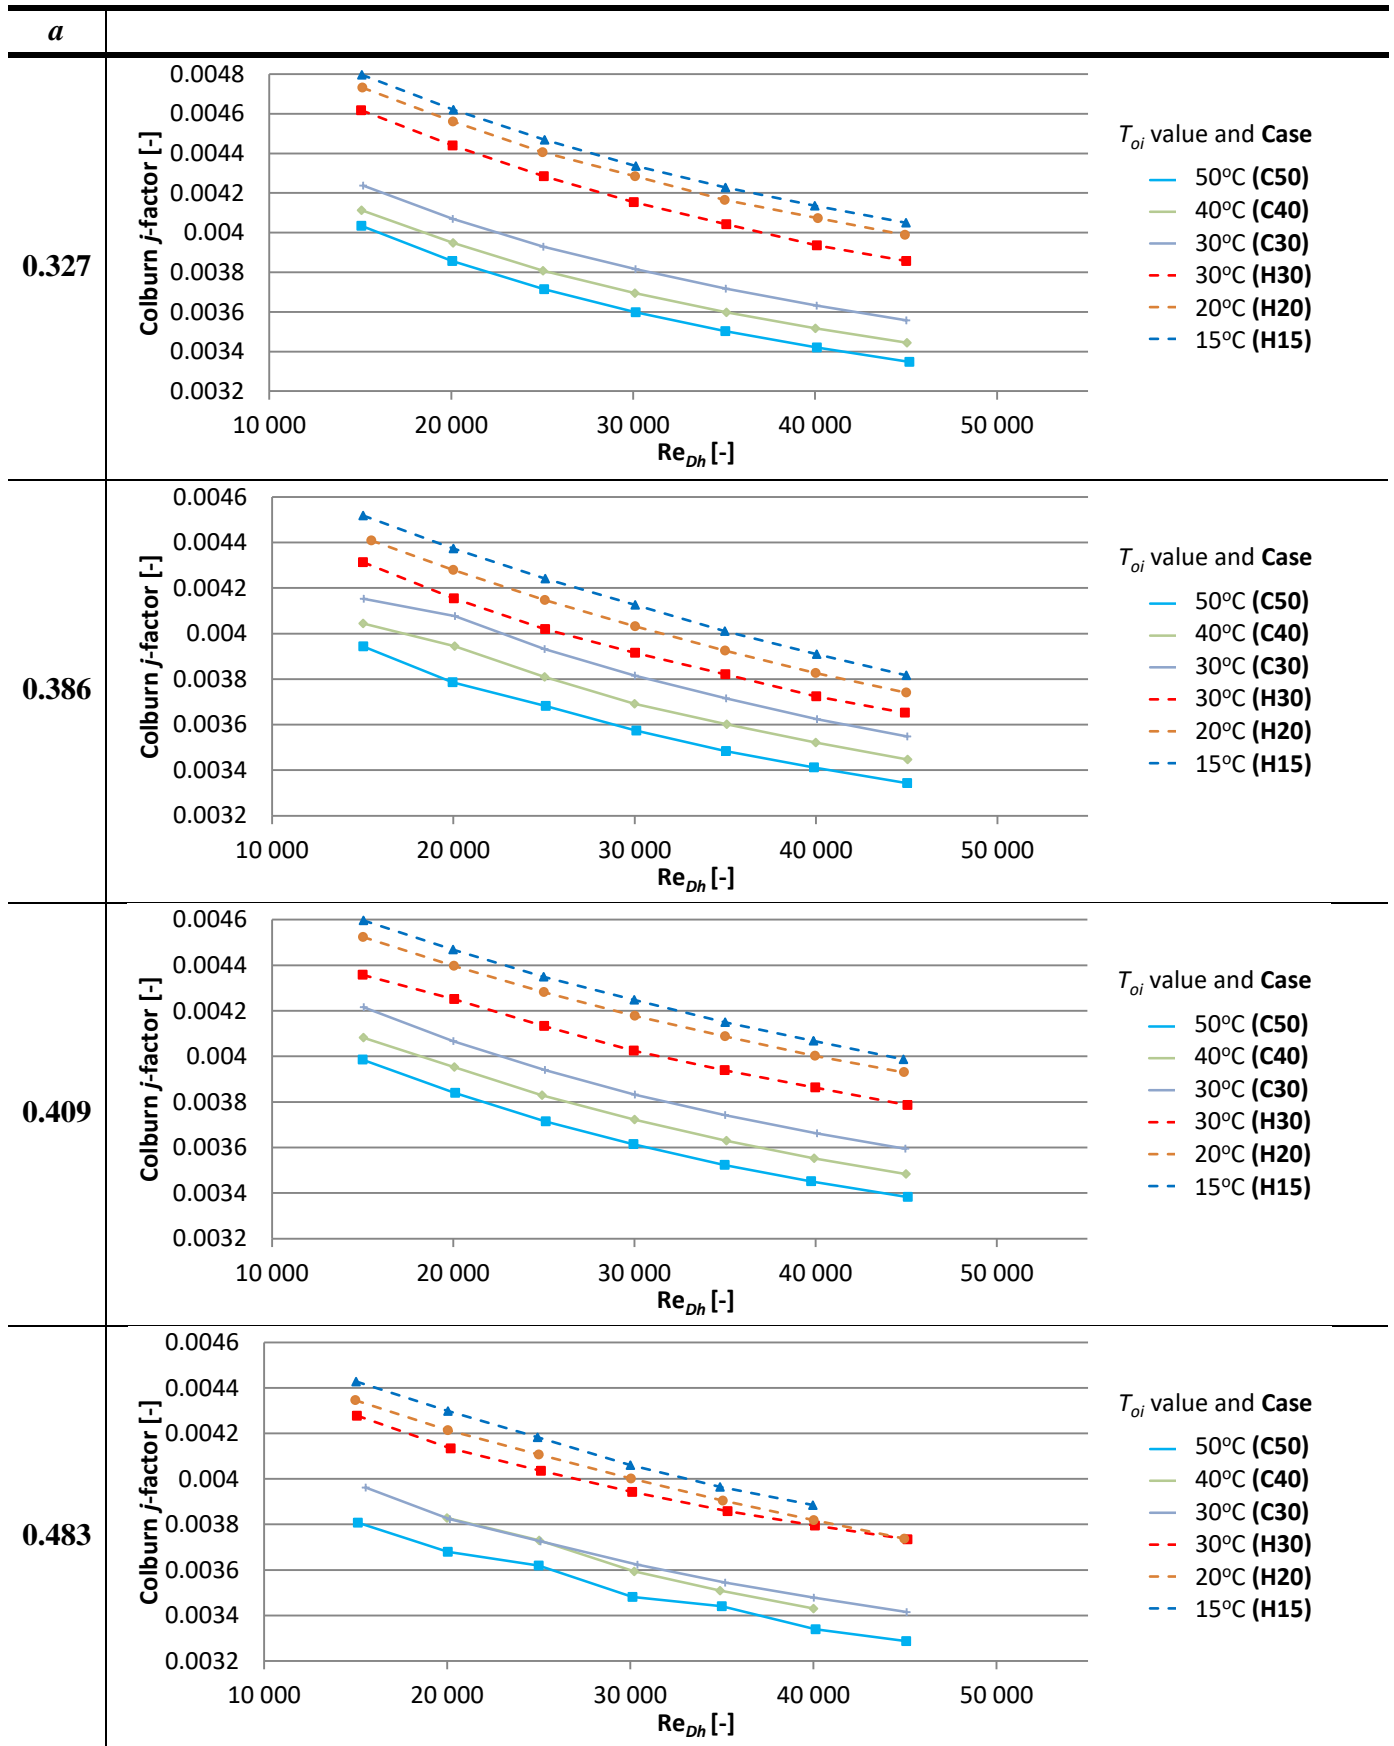 a
0.327
Colburn j-factor [-]
0.0048
0.0046
0.0044
0.0042
0.004
0.0038
0.0036
0.0034
0.0032
10 000 20 000 30 000 40 000 50 000
Re_Dh [-]
T_oi value and Case
50°C (C50)
40°C (C40)
30°C (C30)
30°C (H30)
20°C (H20)
15°C (H15)
0.386
Colburn j-factor [-]
0.0046
0.0044
0.0042
0.004
0.0038
0.0036
0.0034
0.0032
10 000 20 000 30 000 40 000 50 000
Re_Dh [-]
T_oi value and Case
50°C (C50)
40°C (C40)
30°C (C30)
30°C (H30)
20°C (H20)
15°C (H15)
0.409
Colburn j-factor [-]
0.0046
0.0044
0.0042
0.004
0.0038
0.0036
0.0034
0.0032
10 000 20 000 30 000 40 000 50 000
Re_Dh [-]
T_oi value and Case
50°C (C50)
40°C (C40)
30°C (C30)
30°C (H30)
20°C (H20)
15°C (H15)
0.483
Colburn j-factor [-]
0.0046
0.0044
0.0042
0.004
0.0038
0.0036
0.0034
0.0032
10 000 20 000 30 000 40 000 50 000
Re_Dh [-]
T_oi value and Case
50°C (C50)
40°C (C40)
30°C (C30)
30°C (H30)
20°C (H20)
15°C (H15)